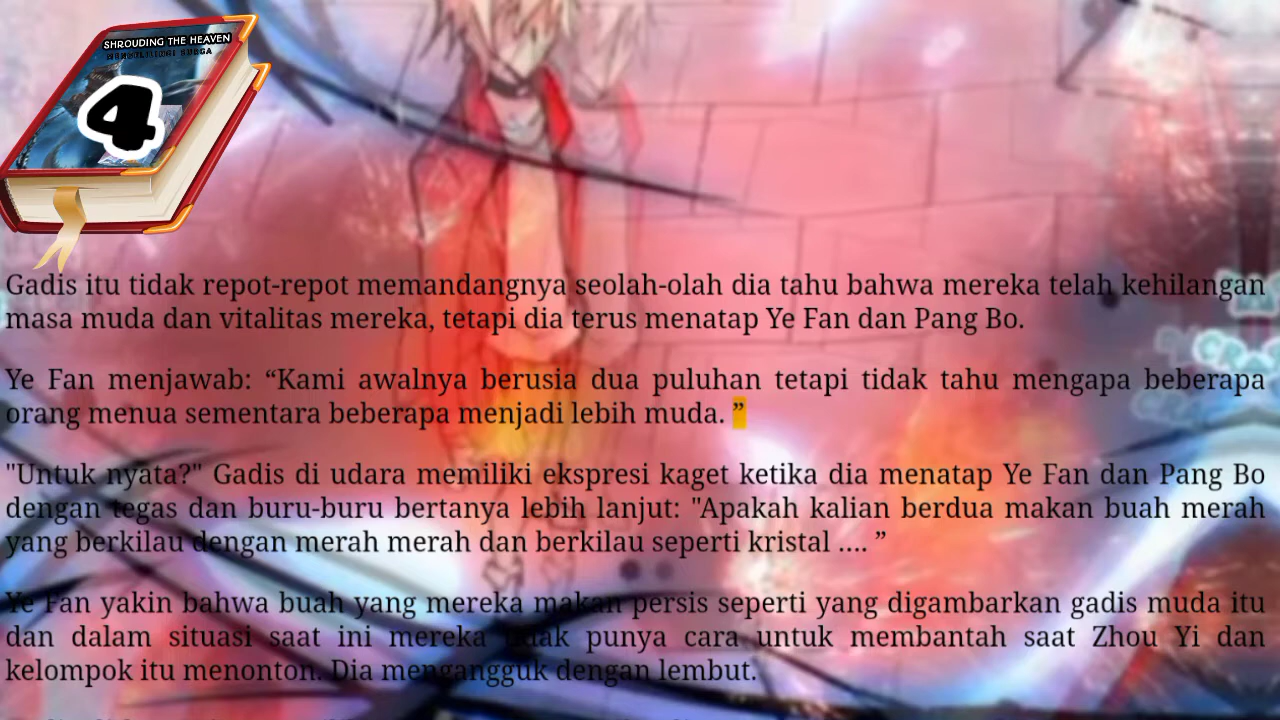 SHROUDING THE HEAVEN
4
Gadis itu tidak repot-repot memandangnya seolah-olah dia tahu bahwa mereka telah kehilangan
masa muda dan vitalitas mereka, tetapi dia terus menatap Ye Fan dan Pang Bo.
Ye Fan menjawab: “Kami awalnya berusia dua puluhan tetapi tidak tahu mengapa beberapa
orang menua sementara beberapa menjadi lebih muda. ”
"Untuk nyata?" Gadis di udara memiliki ekspresi kaget ketika dia menatap Ye Fan dan Pang Bo
dengan tegas dan buru-buru bertanya lebih lanjut: "Apakah kalian berdua makan buah merah
yang berkilau dengan merah merah dan berkilau seperti kristal .... ”
Ye Fan yakin bahwa buah yang mereka makan persis seperti yang digambarkan gadis muda itu
dan dalam situasi saat ini mereka tidak punya cara untuk membantah saat Zhou Yi dan
kelompok itu menonton. Dia mengangguk dengan lembut.